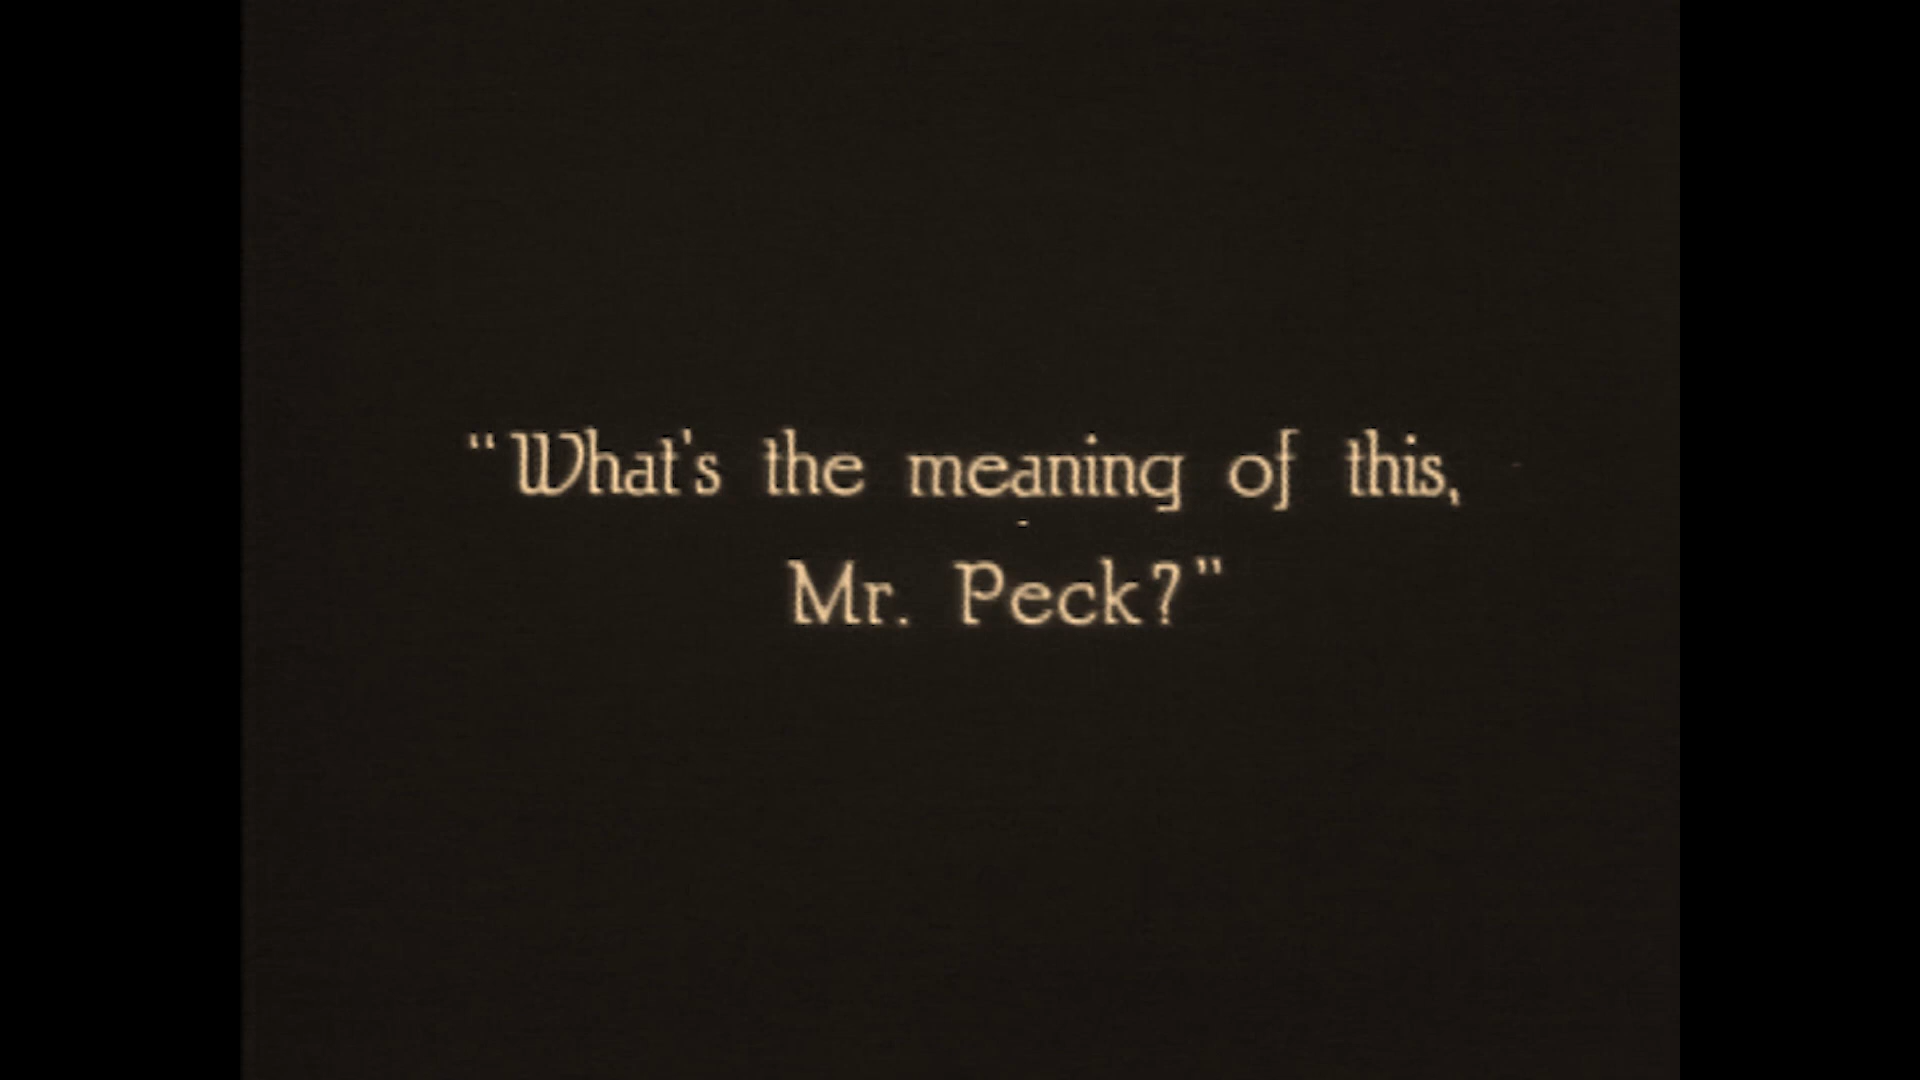 "What's the meaning of this,
Mr. Peck?"